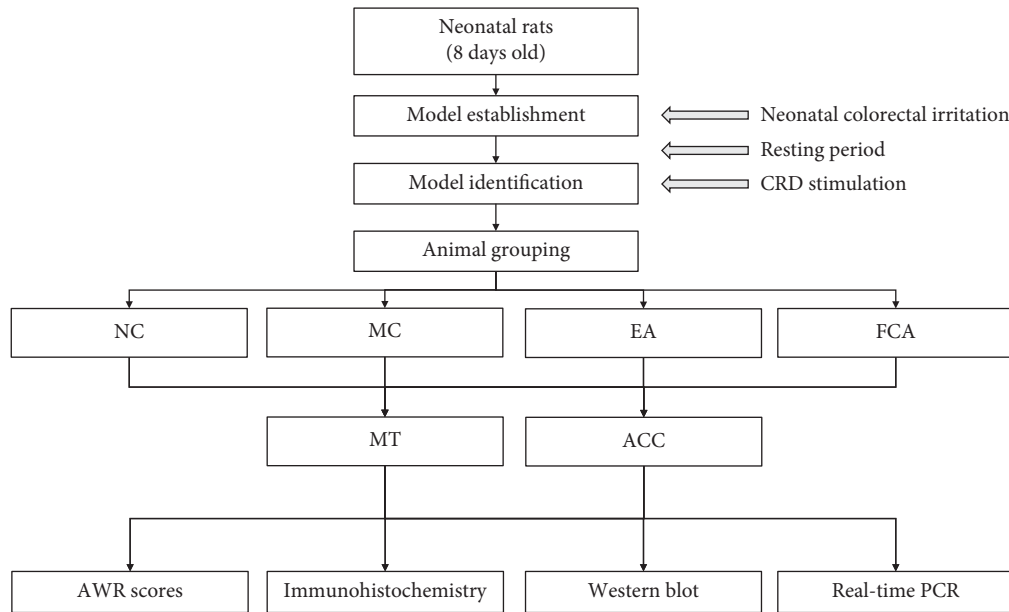 Neonatal rats
(8 days old)
Model establishment
Neonatal colorectal irritation
Resting period
Model identification
CRD stimulation
Animal grouping
NC
MC
EA
FCA
MT
ACC
AWR scores
Immunohistochemistry
Western blot
Real-time PCR